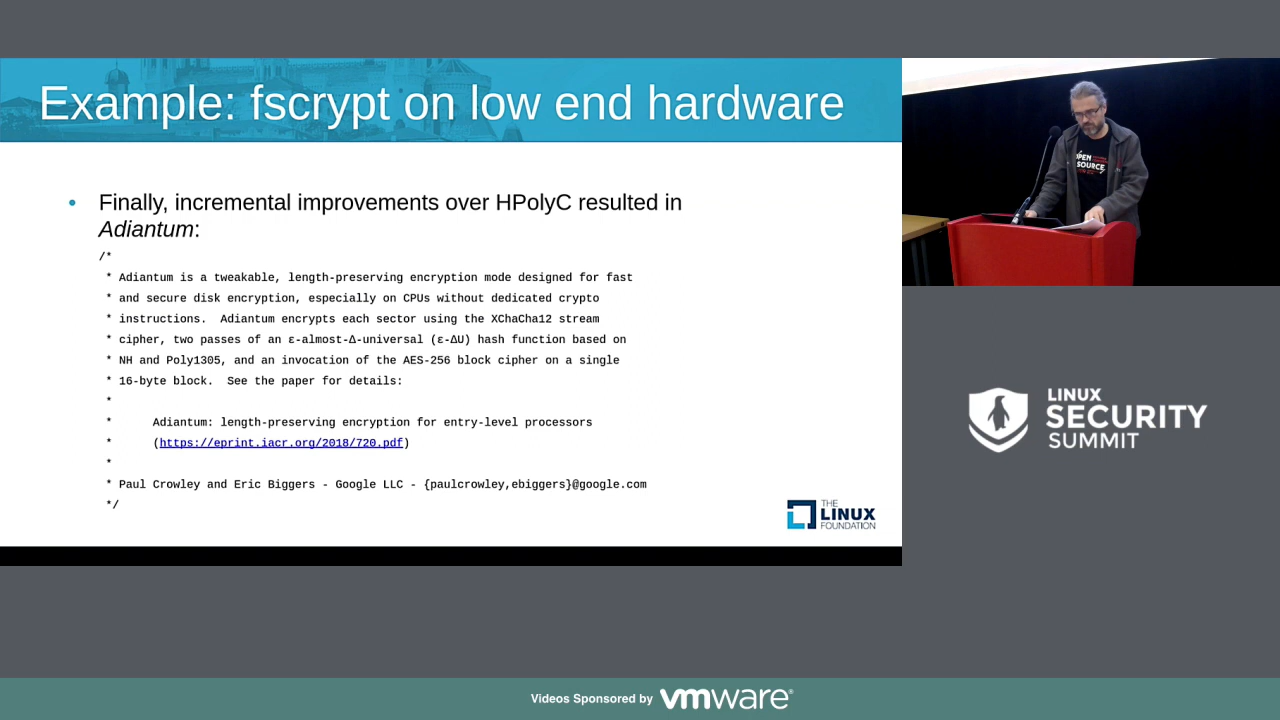 Example: fscrypt on low end hardware
• Finally, incremental improvements over HPolyC resulted in
Adiantum:
/*
* Adiantum is a tweakable, length-preserving encryption mode designed for fast
* and secure disk encryption, especially on CPUs without dedicated crypto
* instructions.  Adiantum encrypts each sector using the XChaCha12 stream
* cipher, two passes of an ε-almost-Δ-universal (ε-ΔU) hash function based on
* NH and Poly1305, and an invocation of the AES-256 block cipher on a single
* 16-byte block.  See the paper for details:
*
*      Adiantum: length-preserving encryption for entry-level processors
*      (https://eprint.iacr.org/2018/720.pdf)
*
* Paul Crowley and Eric Biggers - Google LLC - {paulcrowley,ebiggers}@google.com
*/
THE
LINUX
FOUNDATION
OPEN
SOURCE
LINUX
SECURITY
SUMMIT
Videos Sponsored by vmware®